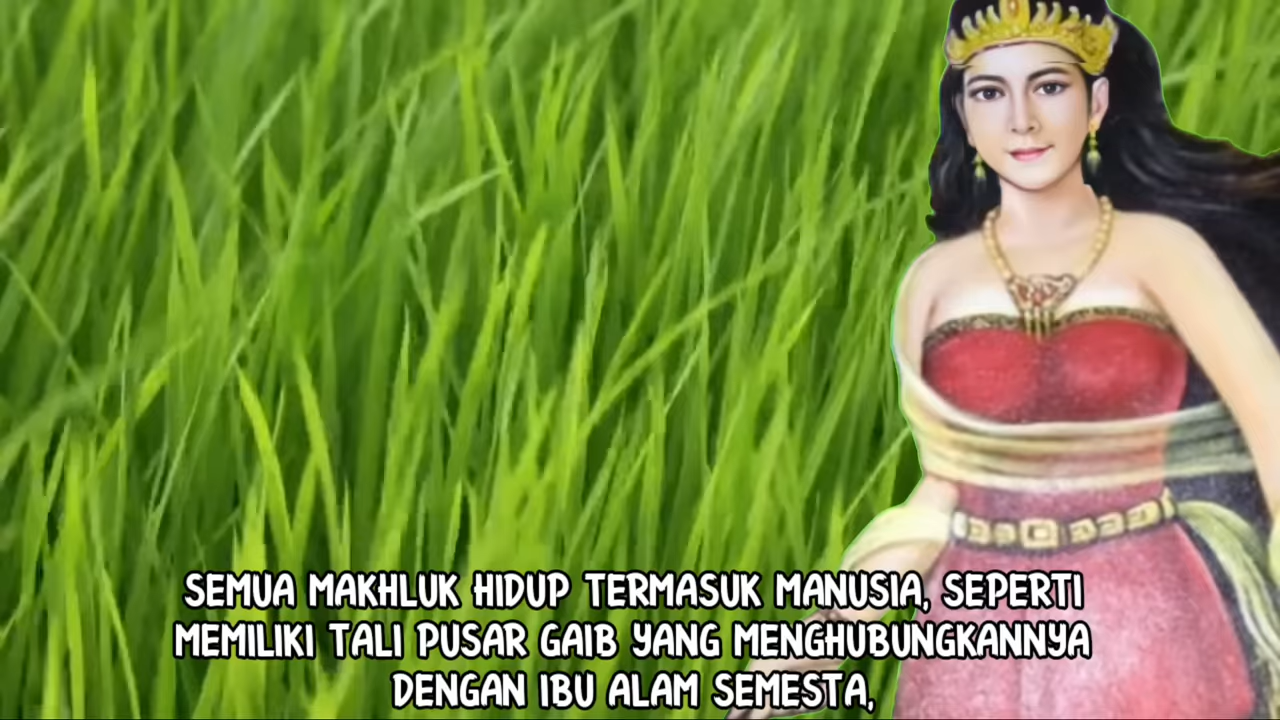 SEMUA MAKHLUK HIDUP TERMASUK MANUSIA, SEPERTI
MEMILIKI TALI PUSAR GAIB YANG MENGHUBUNGKANNYA
DENGAN IBU ALAM SEMESTA,